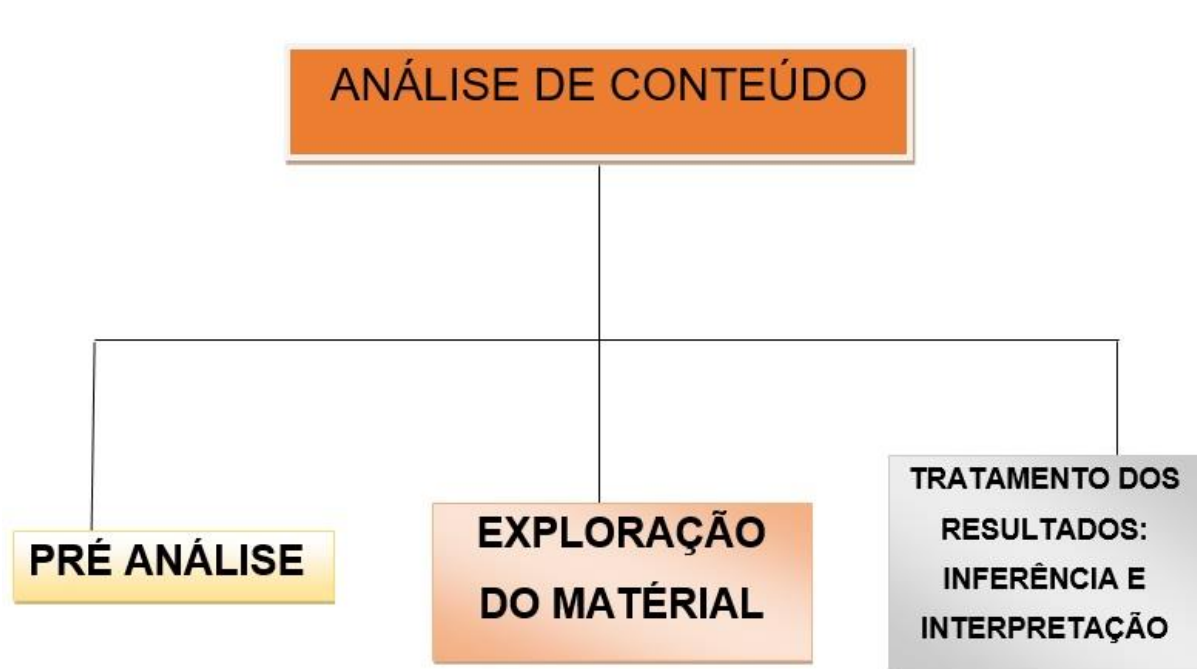 ANÁLISE DE CONTEÚDO
PRÉ ANÁLISE
EXPLORAÇÃO
DO MATÉRIAL
TRATAMENTO DOS
RESULTADOS:
INFERÊNCIA E
INTERPRETAÇÃO